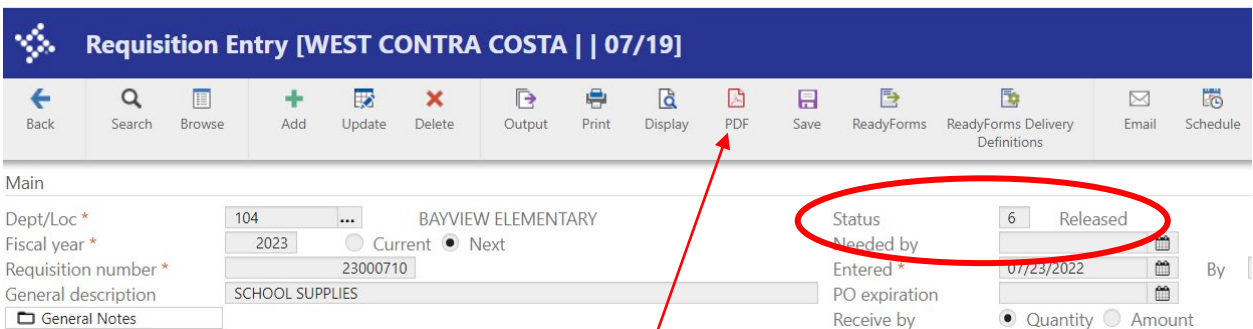 Requisition Entry [WEST CONTRA COSTA | | 07/19]
Back Search Browse Add Update Delete Output Print Display PDF Save ReadyForms ReadyForms Delivery Definitions Email Schedule
Main
Dept/Loc * 104 ... BAYVIEW ELEMENTARY Status 6 Released
Fiscal year * 2023 Current Next Needed by
Requisition number * 23000710 Entered * 07/23/2022 By
General description SCHOOL SUPPLIES PO expiration
General Notes Receive by Quantity Amount